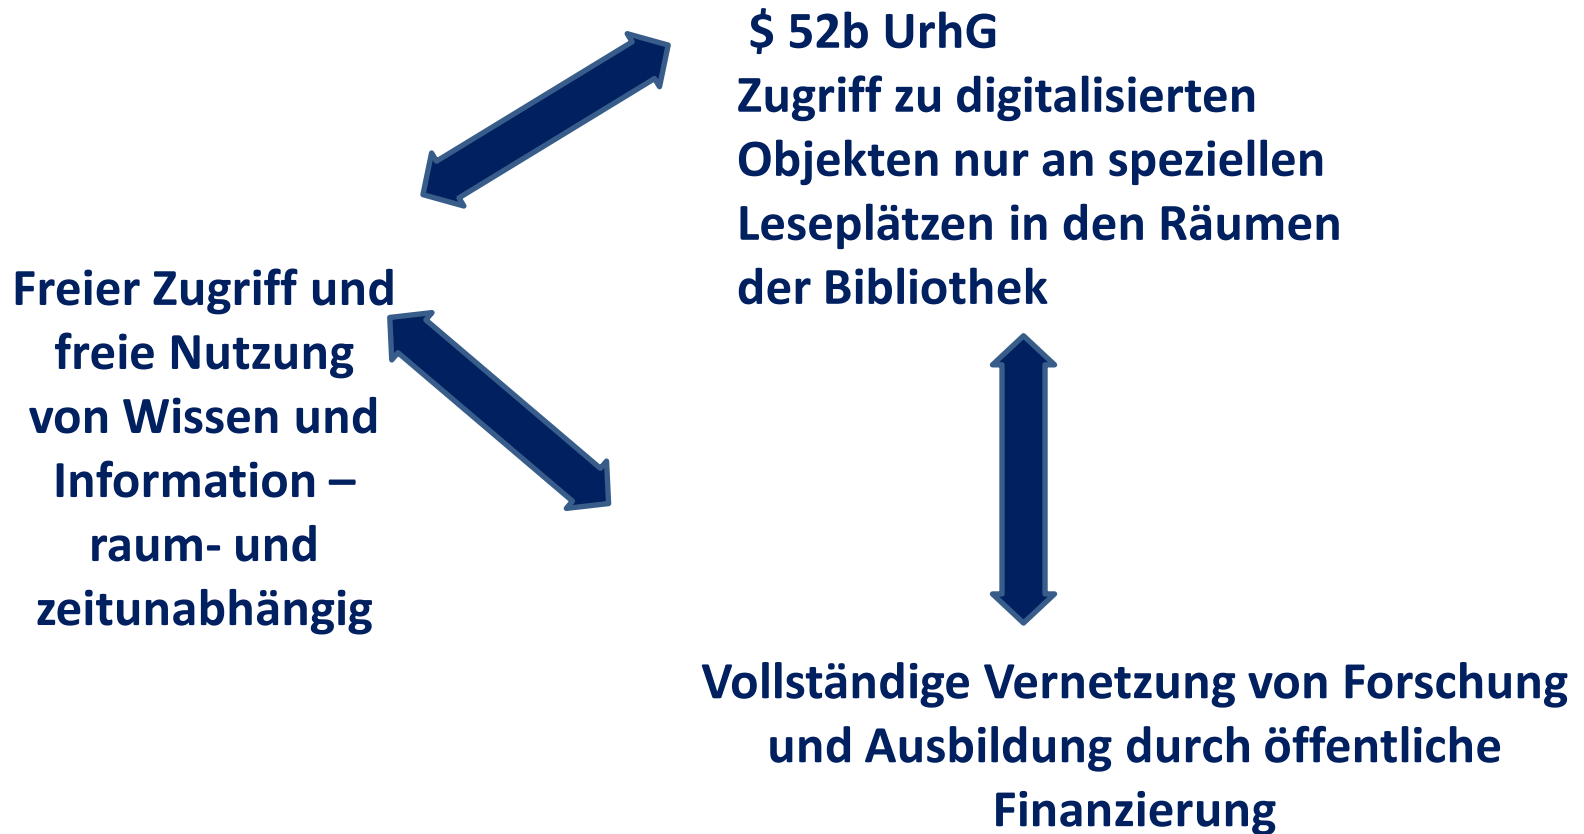 $ 52b UrhG
Zugriff zu digitalisierten
Objekten nur an speziellen
Leseplätzen in den Räumen
der Bibliothek
Freier Zugriff und
freie Nutzung
von Wissen und
Information –
raum- und
zeitunabhängig
Vollständige Vernetzung von Forschung
und Ausbildung durch öffentliche
Finanzierung